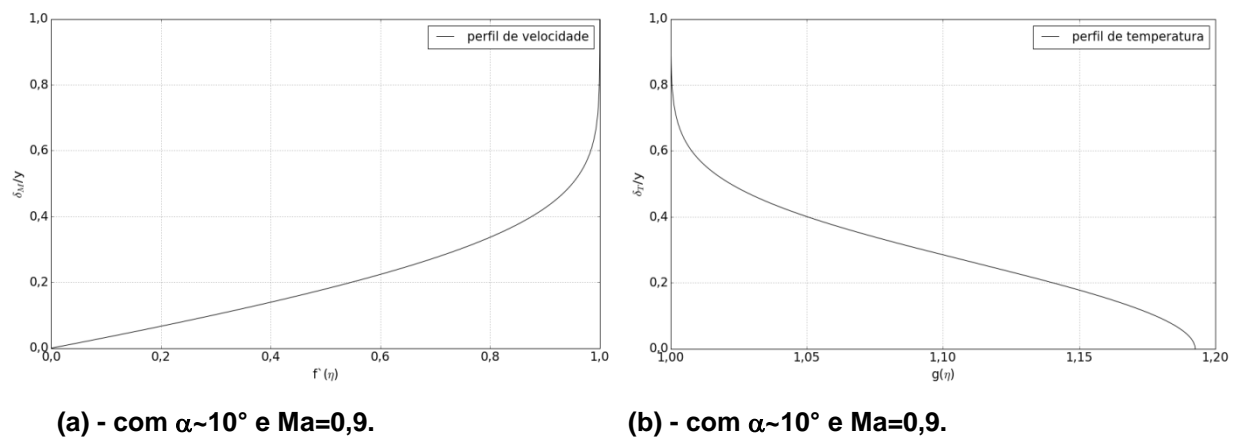 1,0
0,8
0,6
0,4
0,2
0,0
δM/y
perfil de velocidade
0,0 0,2 0,4 0,6 0,8 1,0
f`(η)
(a) - com α~10° e Ma=0,9.
1,0
0,8
0,6
0,4
0,2
0,0
δT/y
perfil de temperatura
1,00 1,05 1,10 1,15 1,20
g(η)
(b) - com α~10° e Ma=0,9.